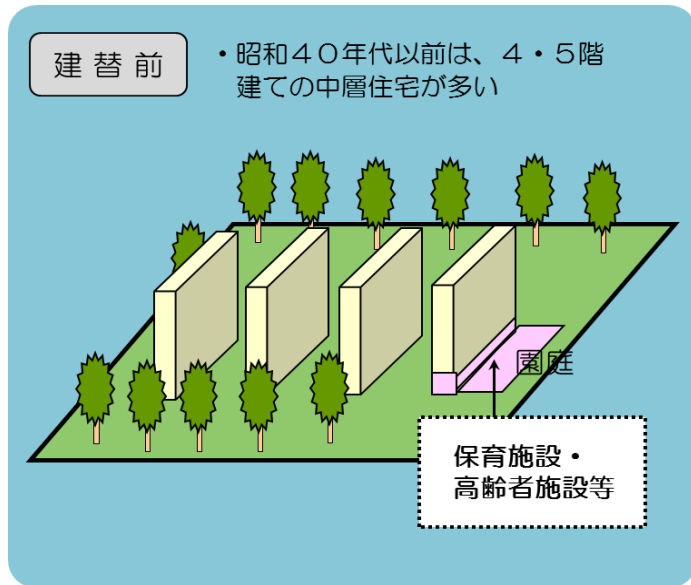 建替前
・昭和４０年代以前は、４・５階
建ての中層住宅が多い
園庭
保育施設・
高齢者施設等